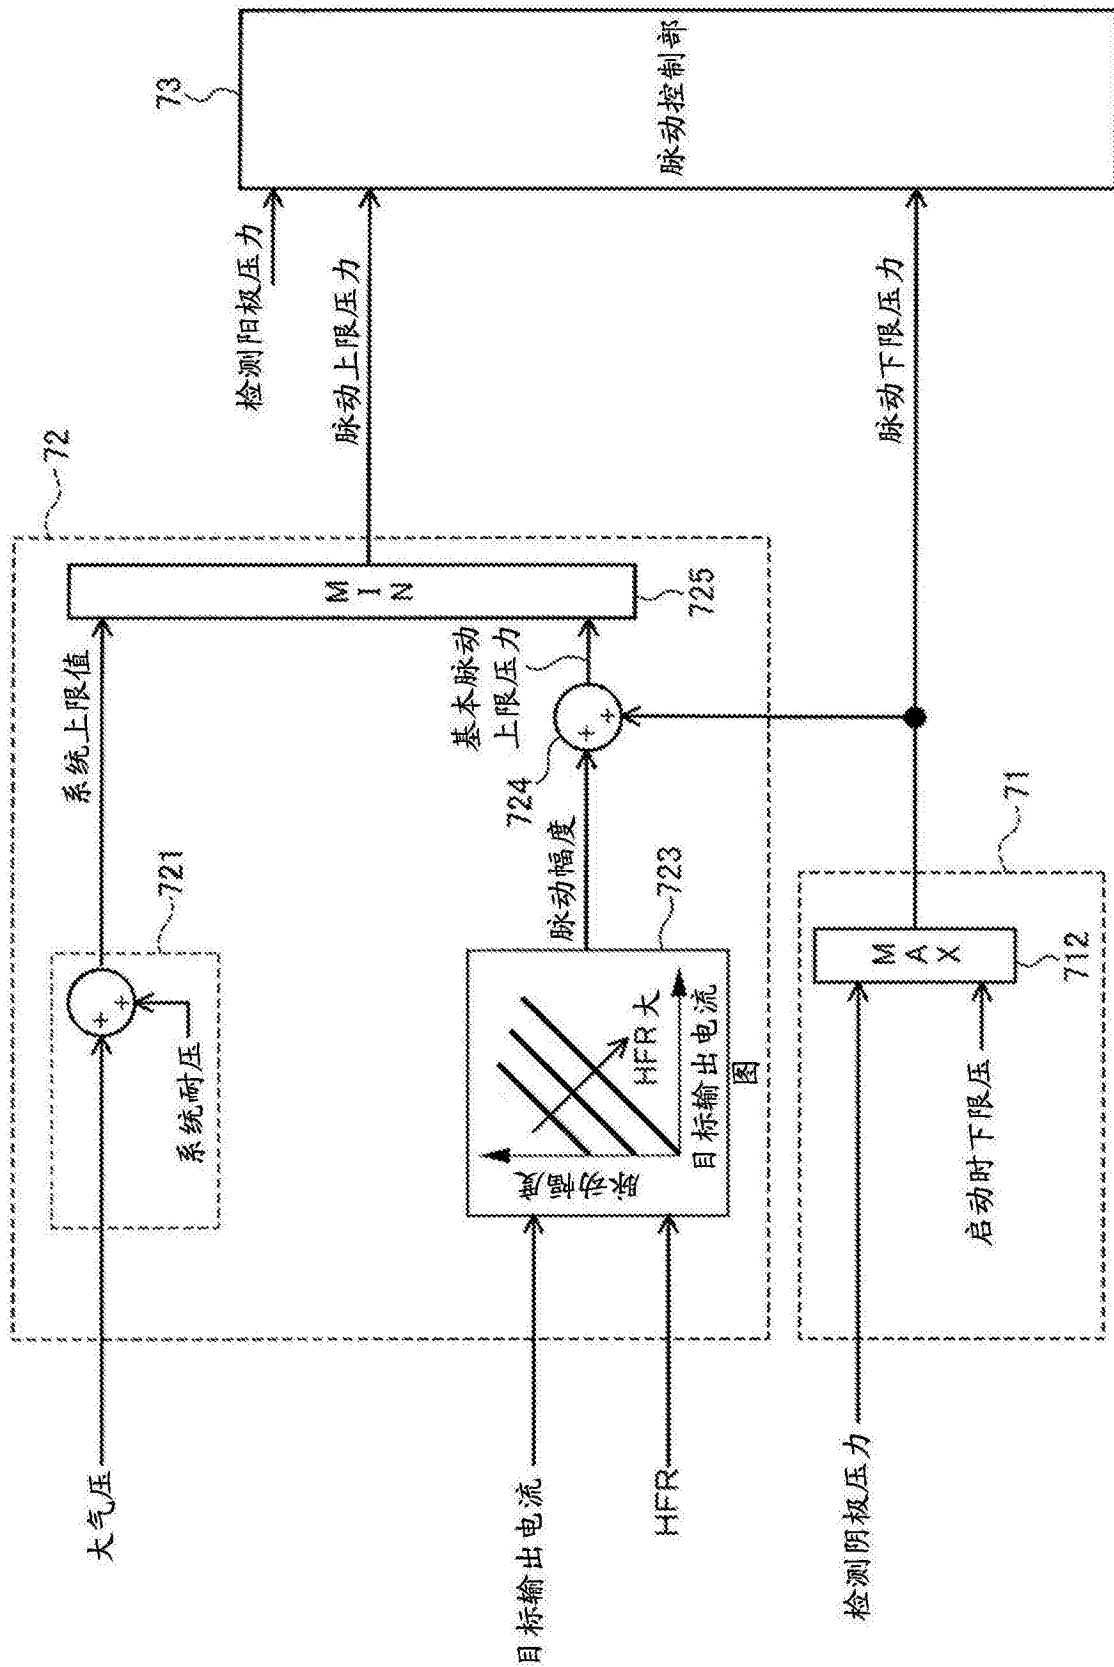 大气压
目标输出电流
HFR
检测阴极压力
72
721
系统耐压
系统上限值
脉动幅度
目标输出电流
HFR 大
图
723
脉动幅度
724
基本脉动
上限压力
MIN
725
71
启动时下限压
MAX
712
检测阳极压力
脉动上限压力
脉动下限压力
73
脉动控制部